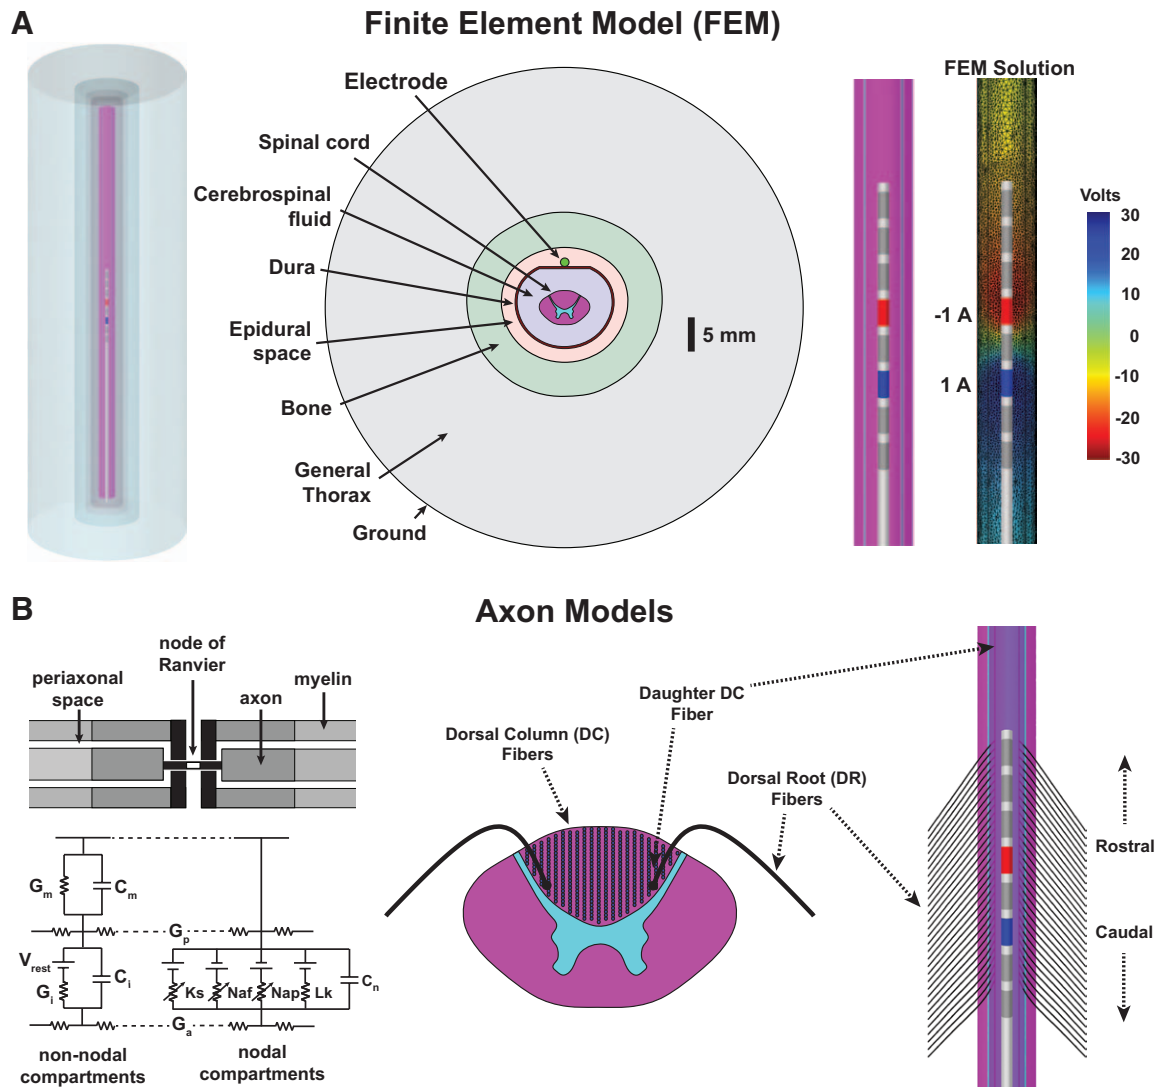 A
Finite Element Model (FEM)
Electrode
Spinal cord
Cerebrospinal
fluid
Dura
Epidural
space
Bone
General
Thorax
Ground
5 mm
FEM Solution
-1 A
1 A
Volts
30
20
10
0
-10
-20
-30
B
Axon Models
node of
Ranvier
periaxonal
space
axon
myelin
Gm
Cm
Gp
Vrest
Ci
Gi
Ks
Naf
Nap
Lk
Cn
Ga
non-nodal
compartments
nodal
compartments
Dorsal Column (DC)
Fibers
Daughter DC
Fiber
Dorsal Root (DR)
Fibers
Rostral
Caudal